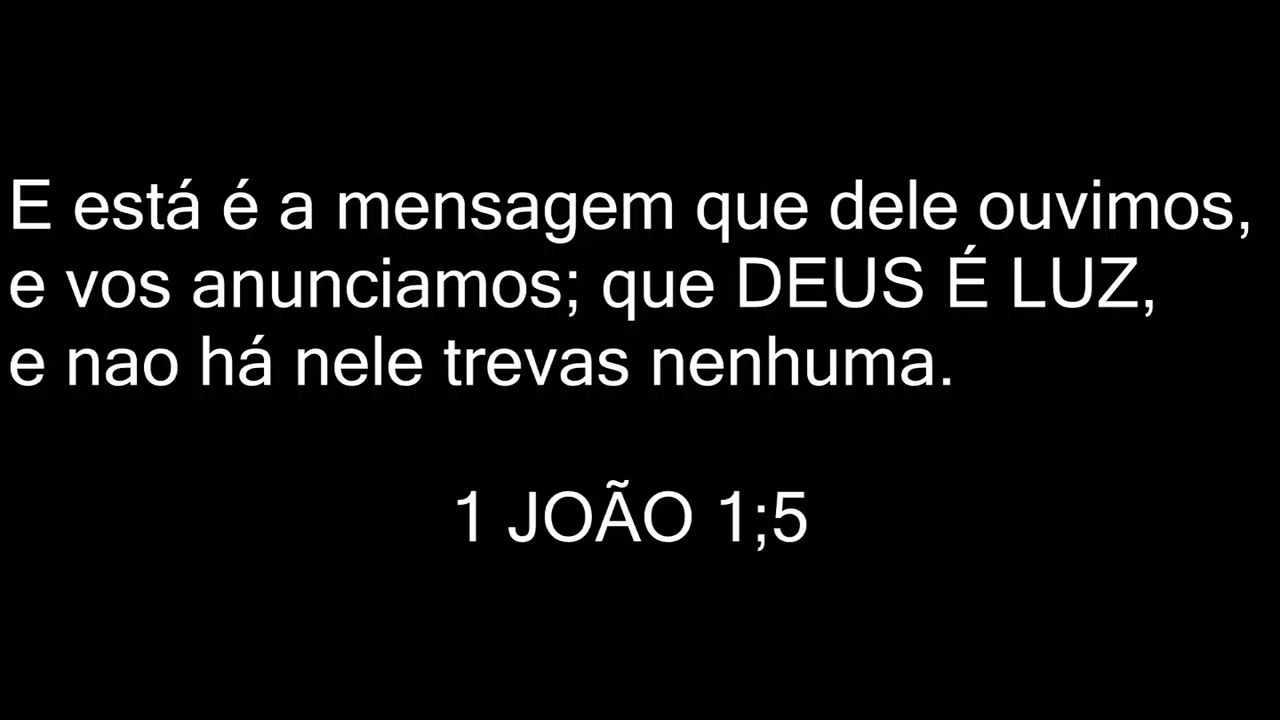 E está é a mensagem que dele ouvimos,
e vos anunciamos; que DEUS É LUZ,
e nao há nele trevas nenhuma.
1 JOÃO 1;5